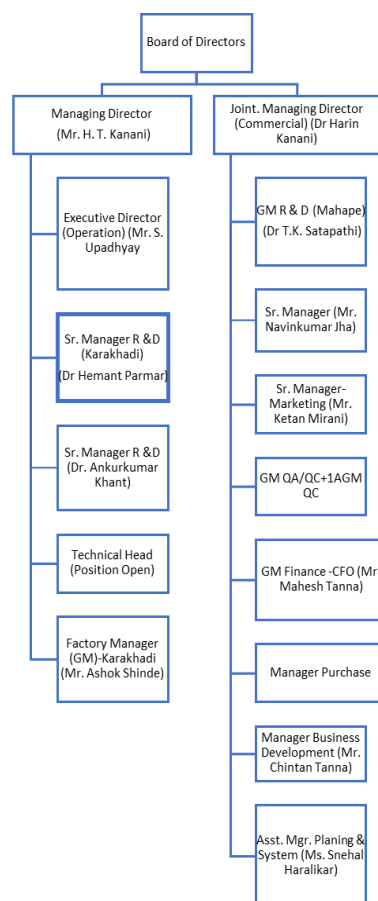 Board of Directors
Managing Director
(Mr. H. T. Kanani)
Joint. Managing Director
(Commercial) (Dr Harin
Kanani)
Executive Director
(Operation) (Mr. S.
Upadhyay
Sr. Manager R &D
(Karakhadi)
(Dr Hemant Parmar)
Sr. Manager R &D
(Dr. Ankurkumar
Khant
Technical Head
(Position Open)
Factory Manager
(GM)-Karakhadi
(Mr. Ashok Shinde)
GM R & D (Mahape)
(Dr T.K. Satapathi)
Sr. Manager (Mr.
Navinkumar Jha)
Sr. Manager-
Marketing (Mr.
Ketan Mirani)
GM QA/QC+1AGM
QC
GM Finance -CFO (Mr
Mahesh Tanna)
Manager Purchase
Manager Business
Development (Mr.
Chintan Tanna)
Asst. Mgr. Planing &
System (Ms. Snehal
Haralikar)